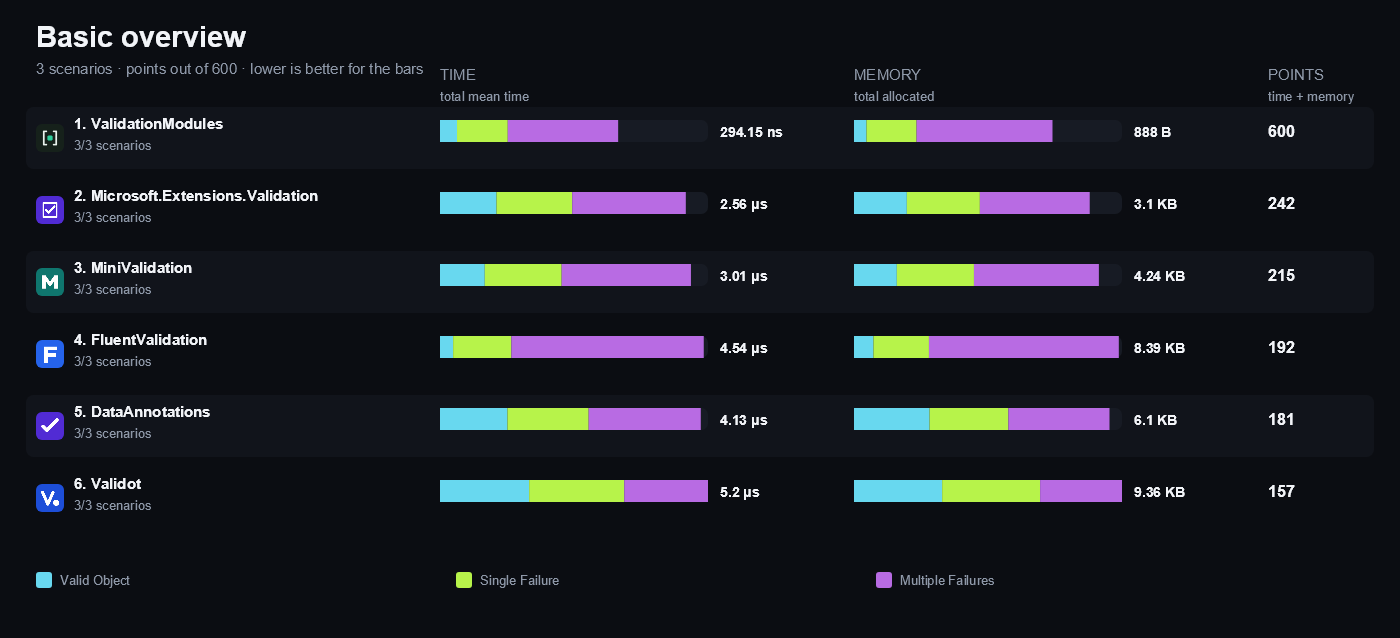 Basic overview
3 scenarios · points out of 600 · lower is better for the bars
TIME
total mean time
MEMORY
total allocated
POINTS
time + memory
1. ValidationModules
3/3 scenarios
294.15 ns
888 B
600
2. Microsoft.Extensions.Validation
3/3 scenarios
2.56 µs
3.1 KB
242
M
3. MiniValidation
3/3 scenarios
3.01 µs
4.24 KB
215
F
4. FluentValidation
3/3 scenarios
4.54 µs
8.39 KB
192
5. DataAnnotations
3/3 scenarios
4.13 µs
6.1 KB
181
V.
6. Validot
3/3 scenarios
5.2 µs
9.36 KB
157
Valid Object
Single Failure
Multiple Failures